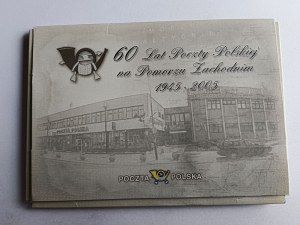 60 Lat Poczty Polskiej
na Pomorzu Zachodnim
1945-2005
POCZTA POLSKA